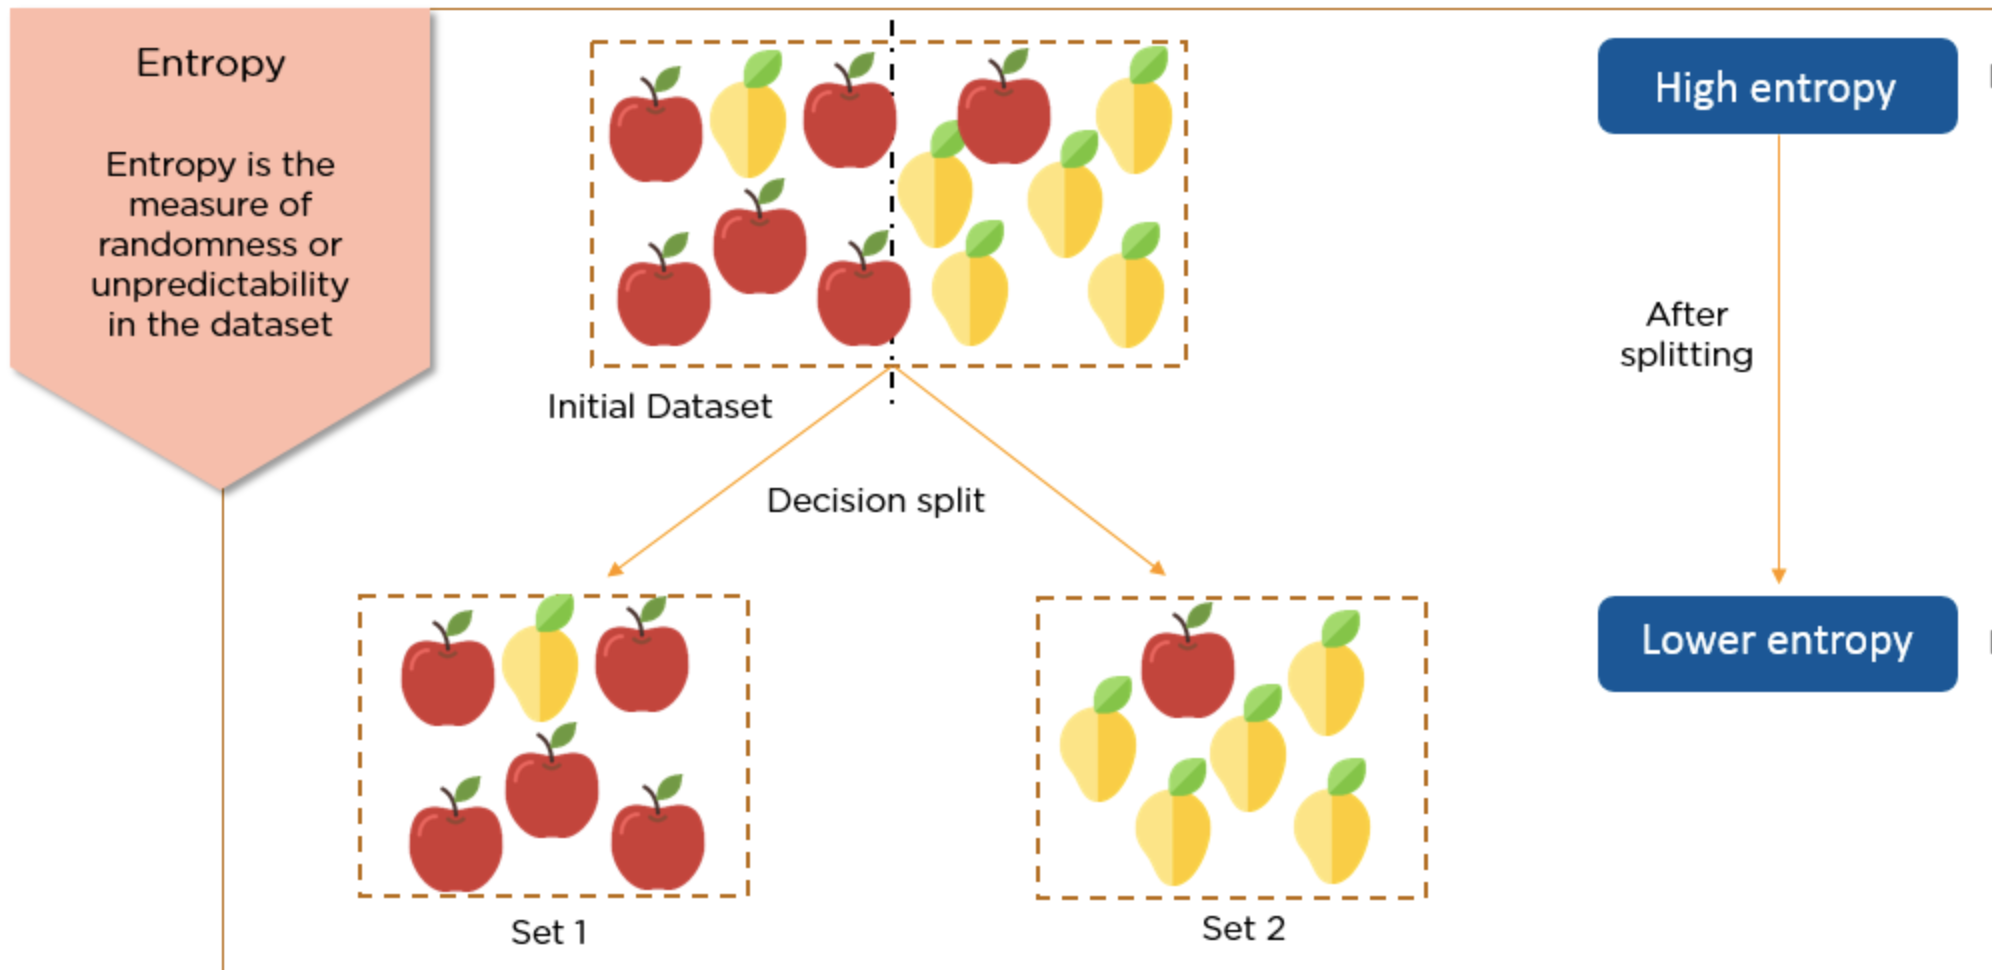 Entropy
Entropy is the
measure of
randomness or
unpredictability
in the dataset
Initial Dataset
Decision split
Set 1
Set 2
High entropy
After
splitting
Lower entropy